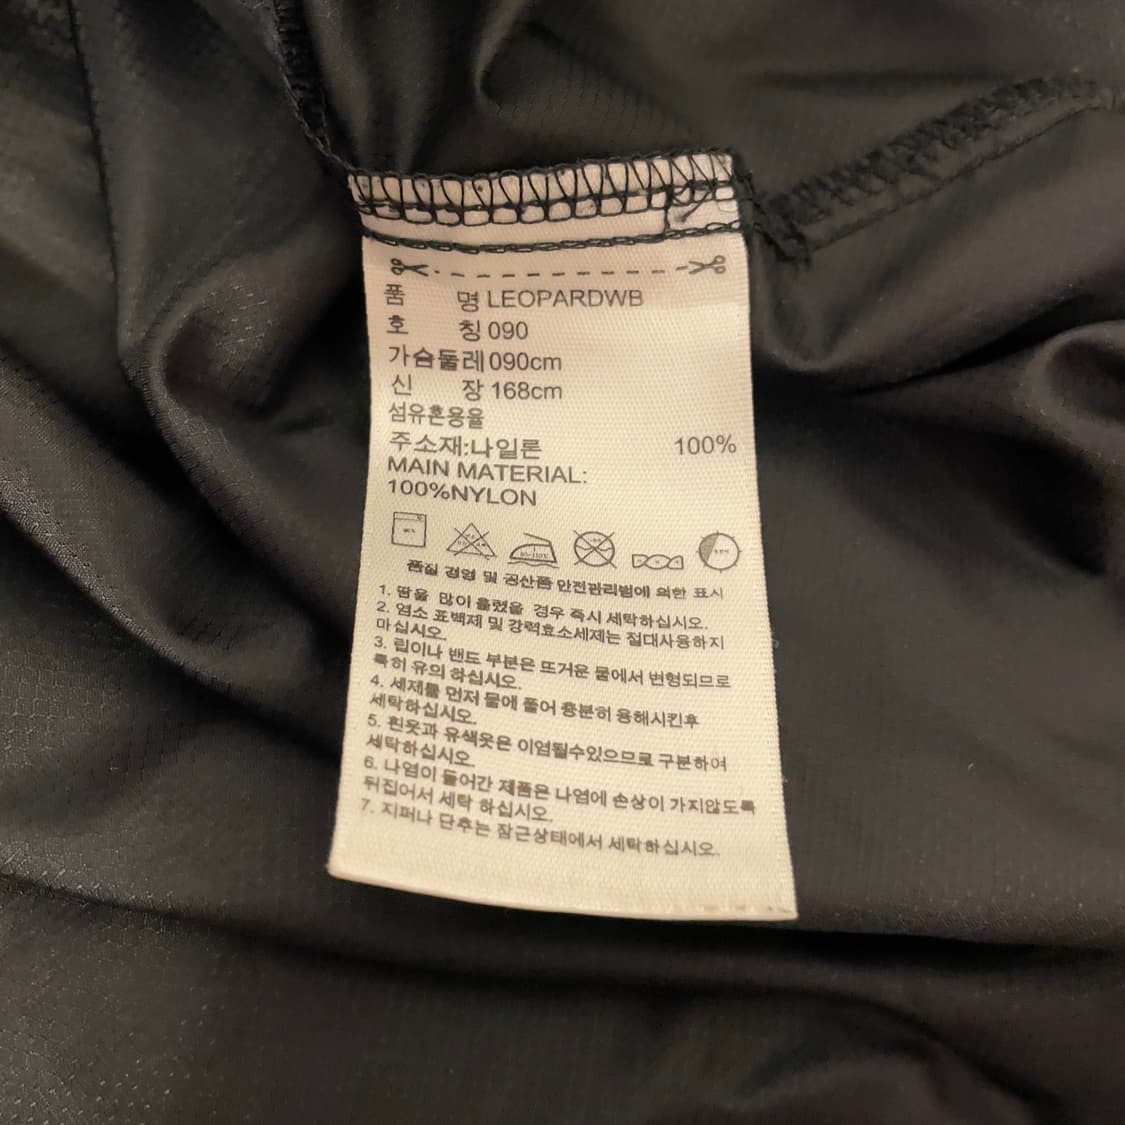 품 명 LEOPARDWB
호 칭 090
가슴둘레 090cm
신 장 168cm
섬유혼용율
주소재:나일론 100%
MAIN MATERIAL:
100%NYLON
품질 경영 및 공산품 안전관리법에 의한 표시
1. 땀을 많이 흘렸을 경우 즉시 세탁하십시오.
2. 염소 표백제 및 강력효소세제는 절대사용하지
마십시오.
3. 립이나 밴드 부분은 뜨거운 물에서 변형되므로
특히 유의 하십시오.
4. 세제를 먼저 물에 풀어 충분히 용해시킨후
세탁하십시오.
5. 흰옷과 유색옷은 이염될수있으므로 구분하여
세탁하십시오.
6. 나염이 들어간 제품은 나염에 손상이 가지않도록
뒤집어서 세탁 하십시오.
7. 지퍼나 단추는 잠근상태에서 세탁하십시오.